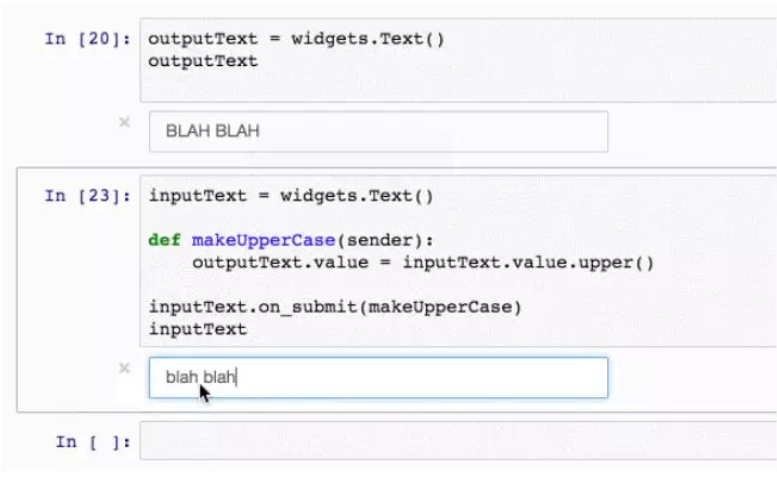 In [20]: outputText = widgets.Text()
outputText
× BLAH BLAH
In [23]: inputText = widgets.Text()
def makeUpperCase(sender):
    outputText.value = inputText.value.upper()
inputText.on_submit(makeUpperCase)
inputText
× blah blah
In [ ]: